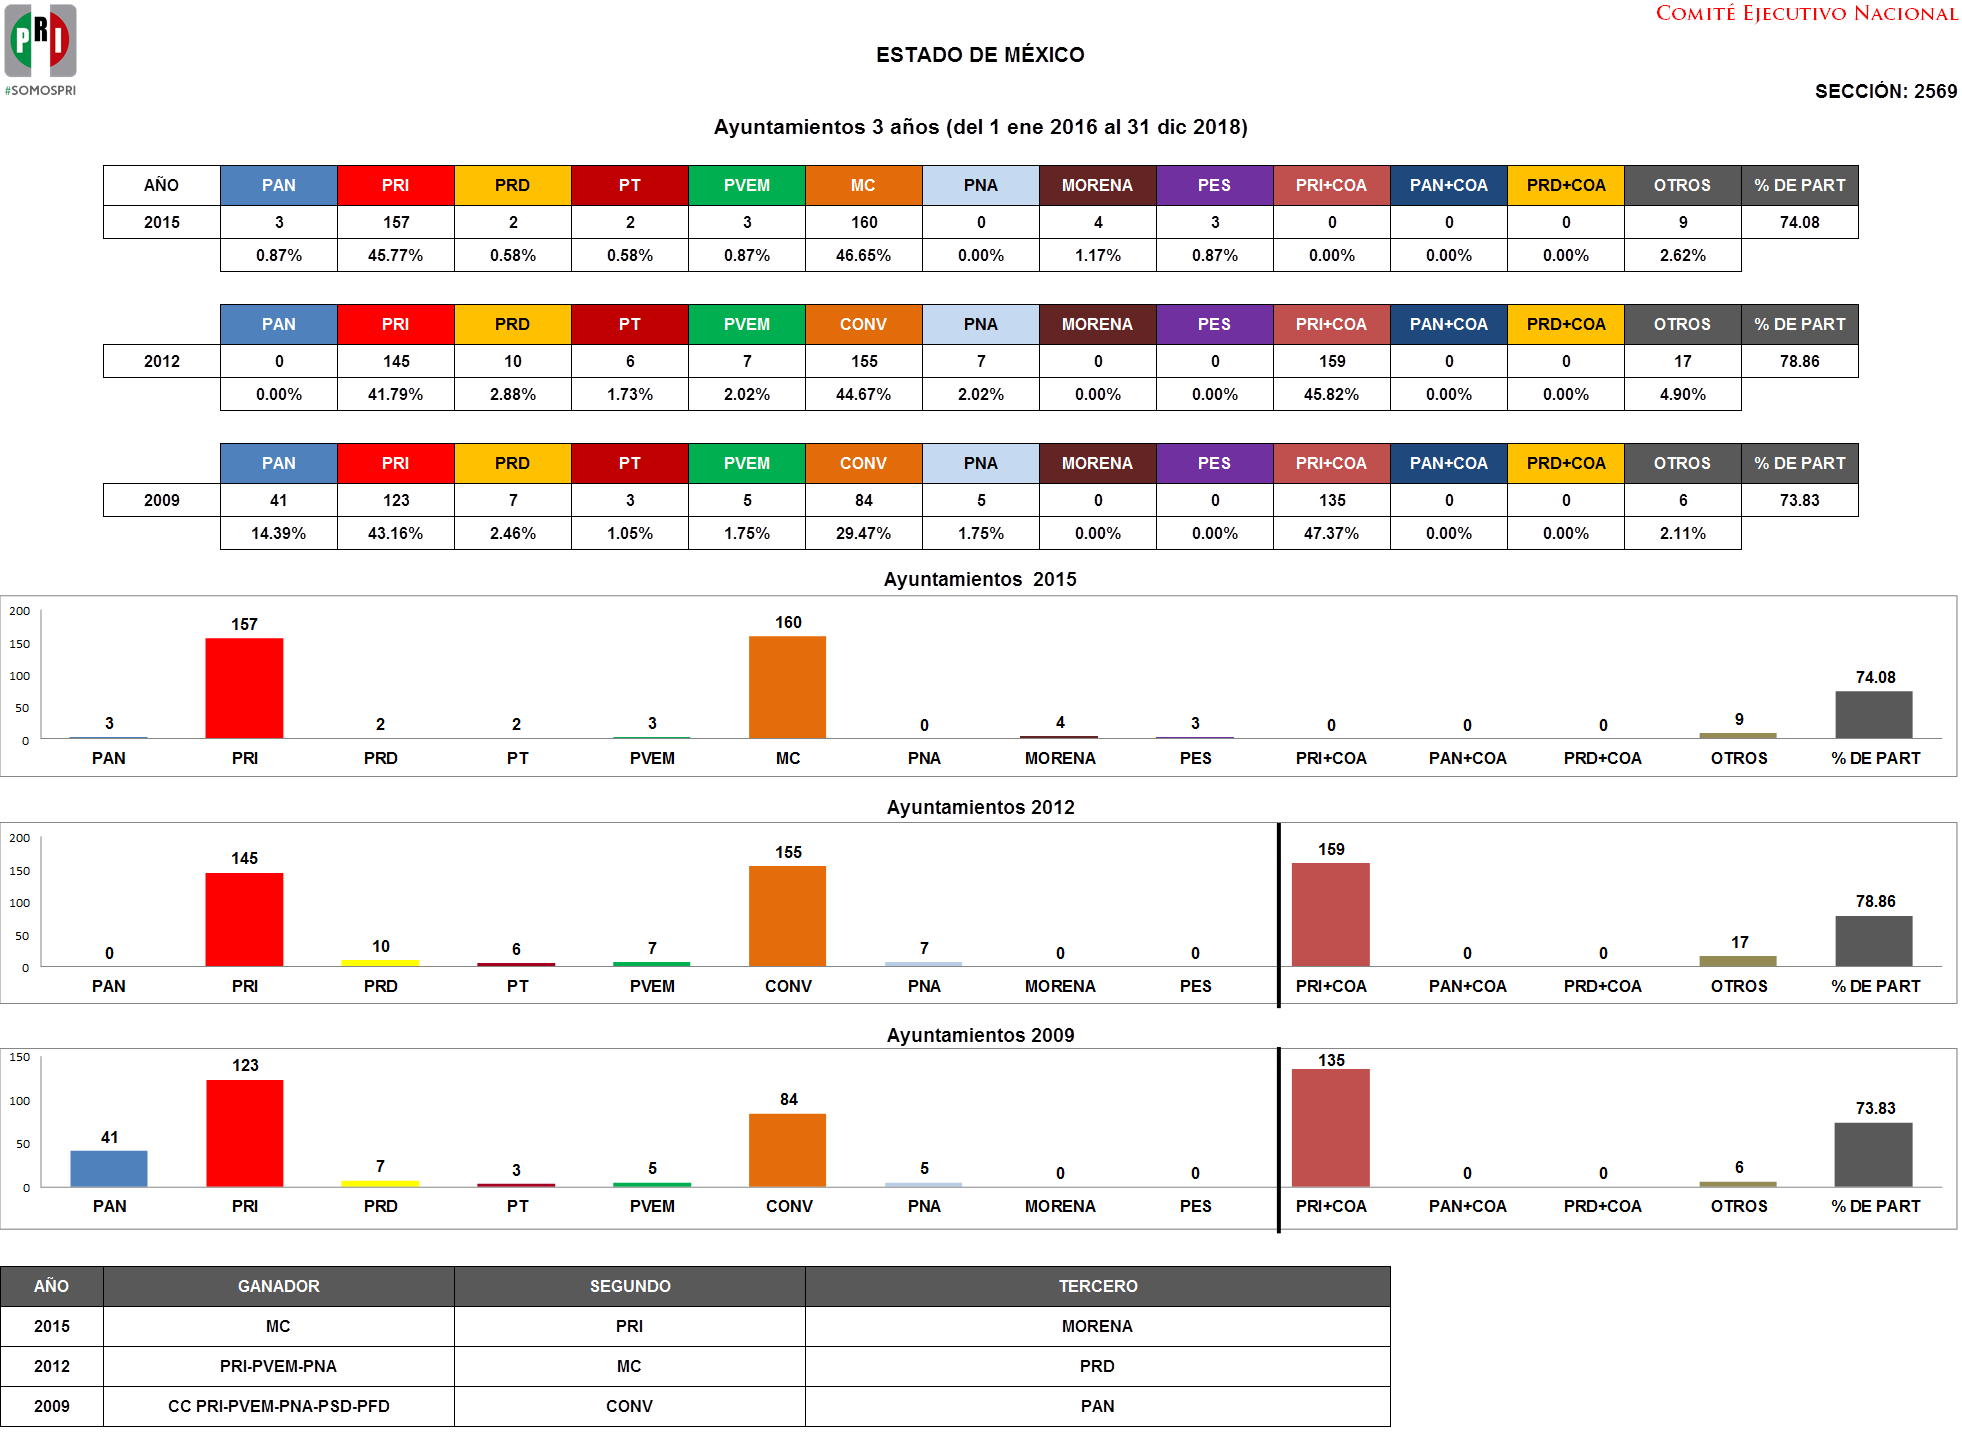 PRI
#SOMOSPRI
COMITÉ EJECUTIVO NACIONAL
ESTADO DE MÉXICO
SECCIÓN: 2569
Ayuntamientos 3 años (del 1 ene 2016 al 31 dic 2018)
AÑO PAN PRI PRD PT PVEM MC PNA MORENA PES PRI+COA PAN+COA PRD+COA OTROS % DE PART
2015 3 157 2 2 3 160 0 4 3 0 0 0 9 74.08
0.87% 45.77% 0.58% 0.58% 0.87% 46.65% 0.00% 1.17% 0.87% 0.00% 0.00% 0.00% 2.62%
PAN PRI PRD PT PVEM CONV PNA MORENA PES PRI+COA PAN+COA PRD+COA OTROS % DE PART
2012 0 145 10 6 7 155 7 0 0 159 0 0 17 78.86
0.00% 41.79% 2.88% 1.73% 2.02% 44.67% 2.02% 0.00% 0.00% 45.82% 0.00% 0.00% 4.90%
PAN PRI PRD PT PVEM CONV PNA MORENA PES PRI+COA PAN+COA PRD+COA OTROS % DE PART
2009 41 123 7 3 5 84 5 0 0 135 0 0 6 73.83
14.39% 43.16% 2.46% 1.05% 1.75% 29.47% 1.75% 0.00% 0.00% 47.37% 0.00% 0.00% 2.11%
Ayuntamientos 2015
200
150
100
50
0
3 157 2 2 3 160 0 4 3 0 0 0 9 74.08
PAN PRI PRD PT PVEM MC PNA MORENA PES PRI+COA PAN+COA PRD+COA OTROS % DE PART
Ayuntamientos 2012
200
150
100
50
0
0 145 10 6 7 155 7 0 0 159 0 0 17 78.86
PAN PRI PRD PT PVEM CONV PNA MORENA PES PRI+COA PAN+COA PRD+COA OTROS % DE PART
Ayuntamientos 2009
150
100
50
0
41 123 7 3 5 84 5 0 0 135 0 0 6 73.83
PAN PRI PRD PT PVEM CONV PNA MORENA PES PRI+COA PAN+COA PRD+COA OTROS % DE PART
AÑO GANADOR SEGUNDO TERCERO
2015 MC PRI MORENA
2012 PRI-PVEM-PNA MC PRD
2009 CC PRI-PVEM-PNA-PSD-PFD CONV PAN